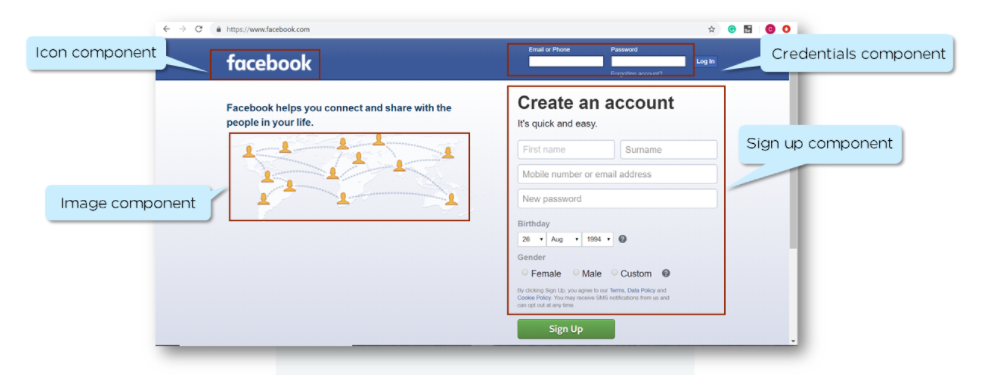 https://www.facebook.com
Icon component
facebook
Email or Phone
Password
Log In
Forgotten account?
Credentials component
Facebook helps you connect and share with the
people in your life.
Image component
Create an account
It's quick and easy.
First name
Surname
Mobile number or email address
New password
Sign up component
Birthday
26 Aug 1994
Gender
Female Male Custom
By clicking Sign Up, you agree to our Terms, Data Policy and
Cookie Policy. You may receive SMS notifications from us and
can opt out at any time.
Sign Up